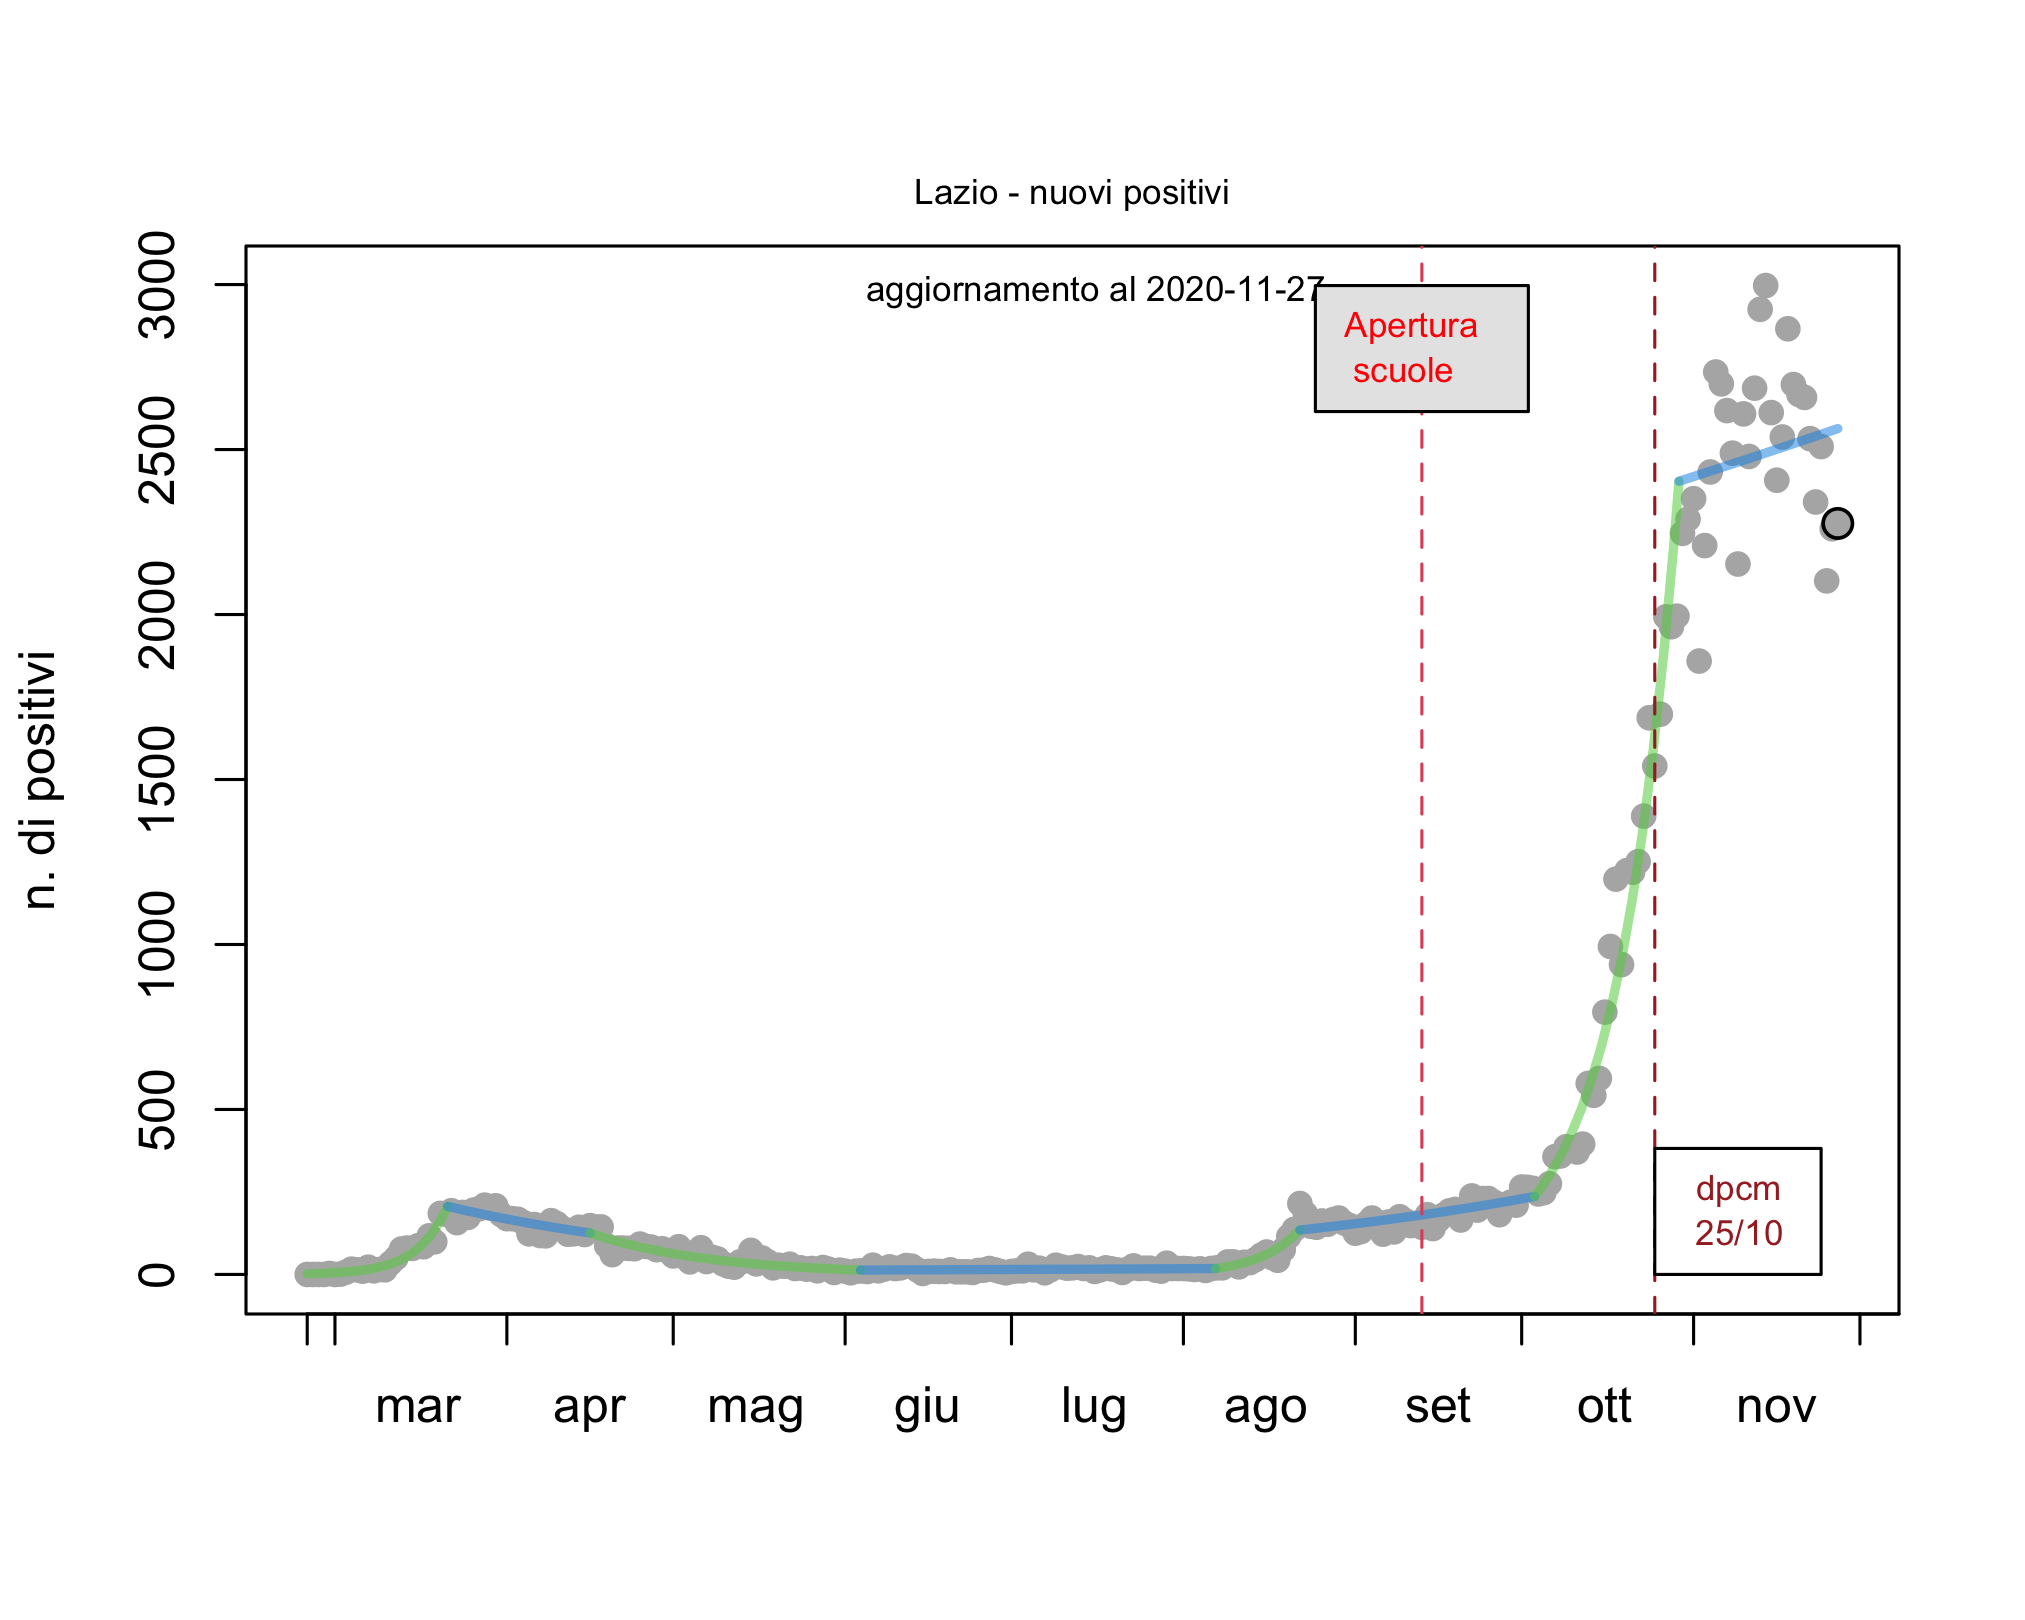 Lazio - nuovi positivi
aggiornamento al 2020-11-27
Apertura
scuole
n. di positivi
3000
2500
2000
1500
1000
500
0
dpcm
25/10
mar apr mag giu lug ago set ott nov